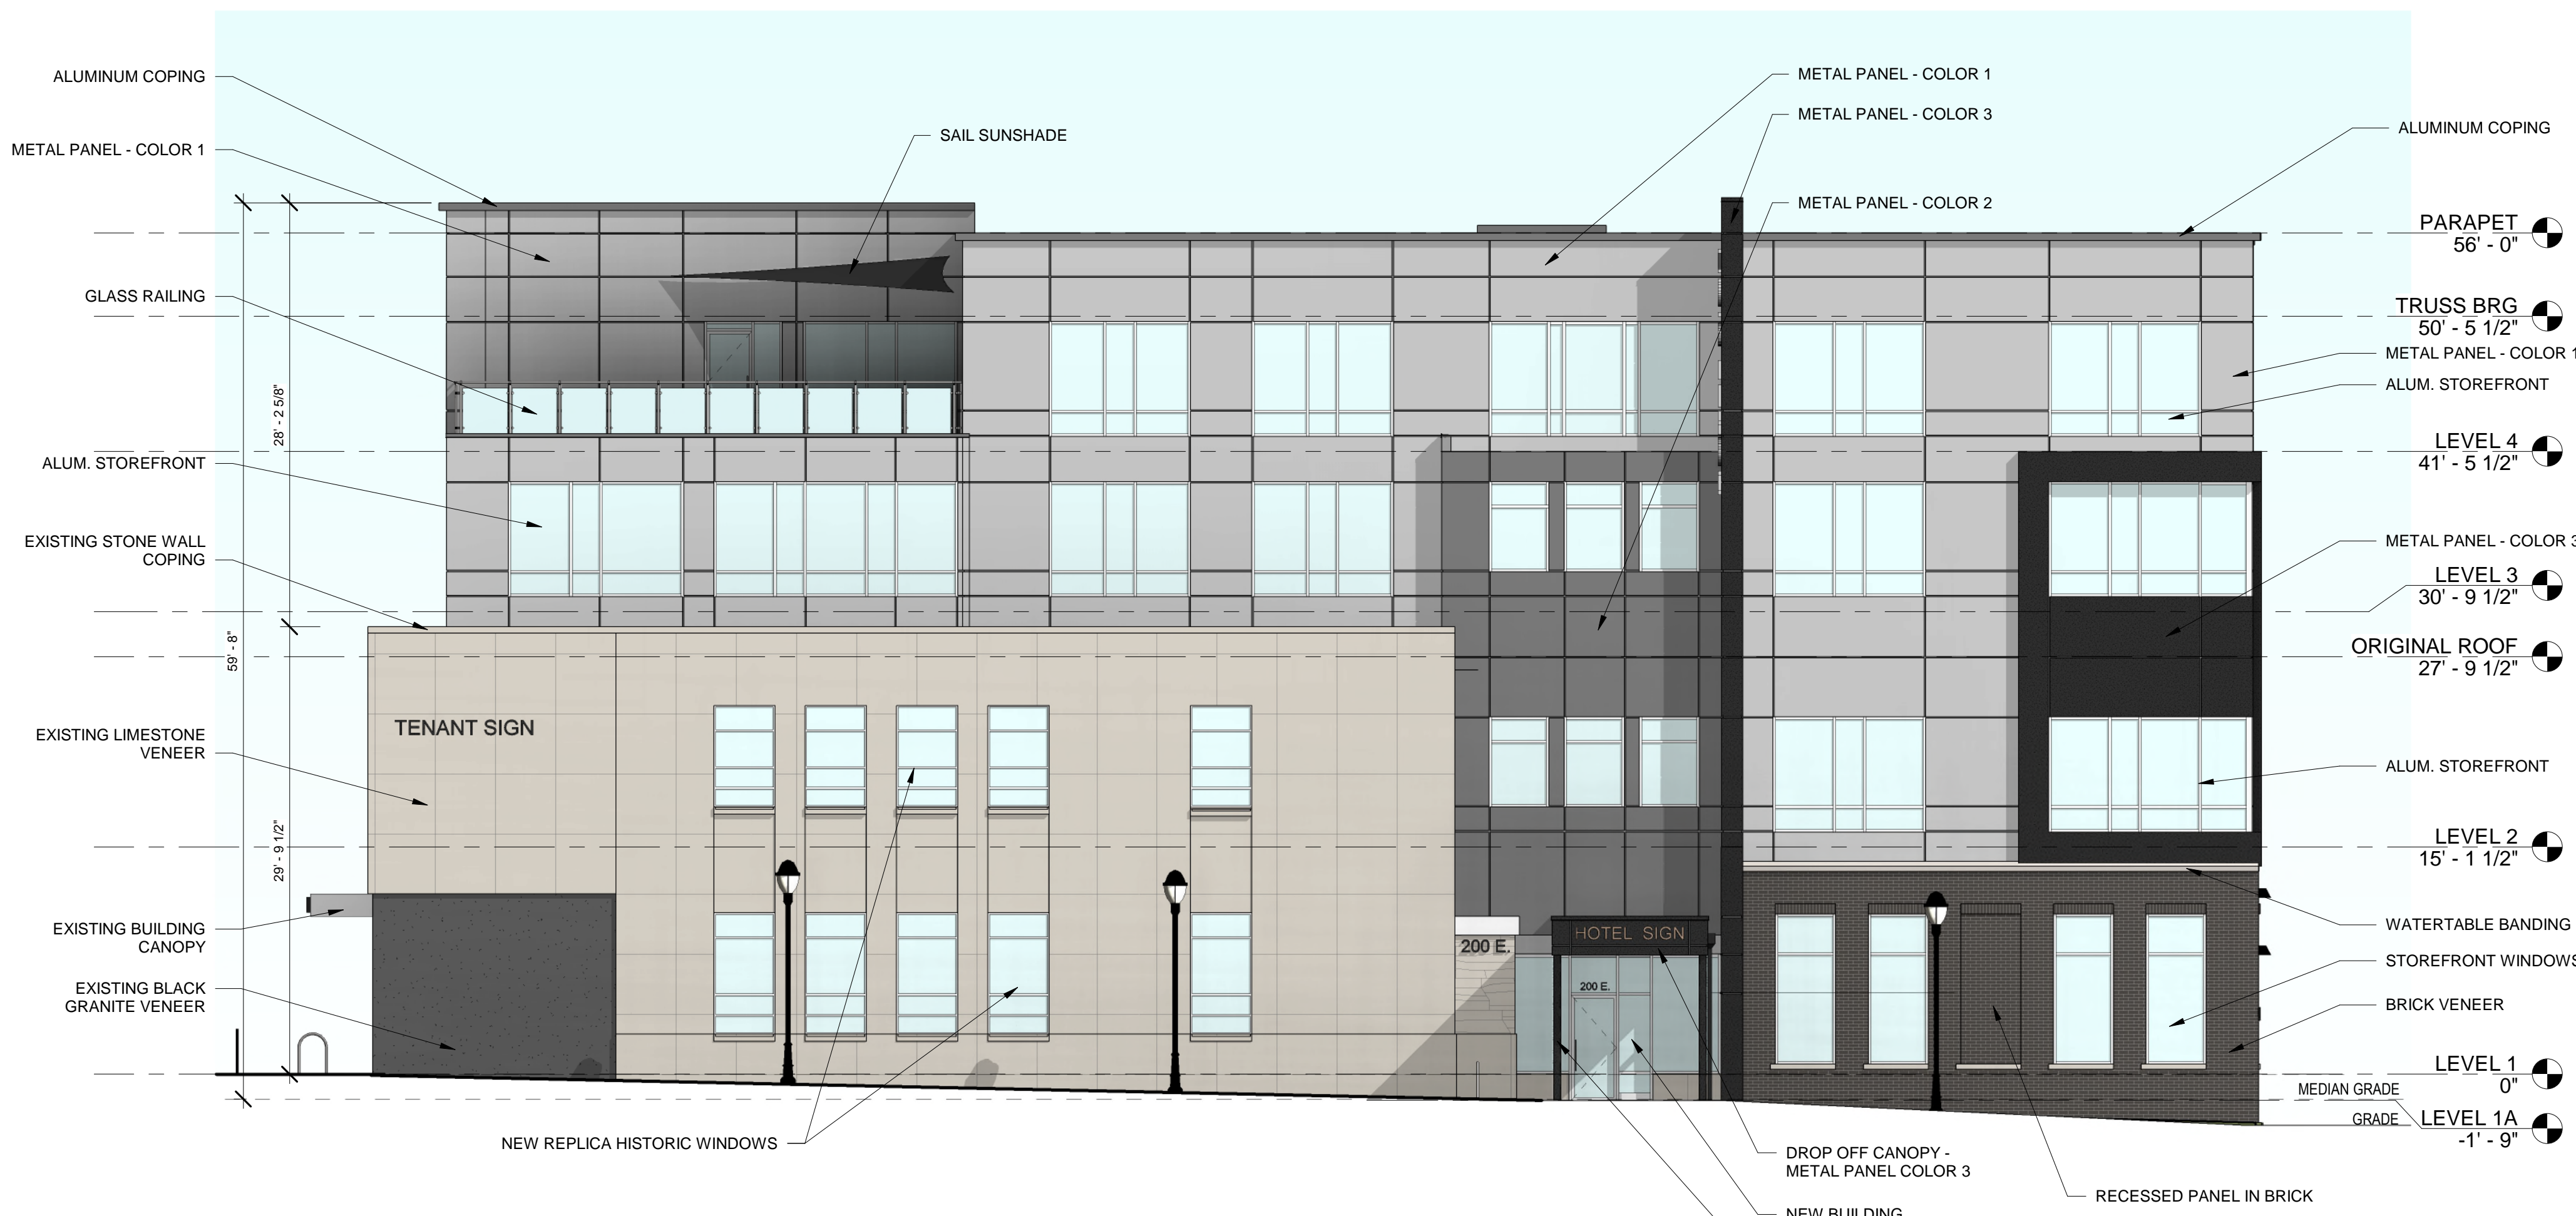 ALUMINUM COPING
METAL PANEL - COLOR 1
GLASS RAILING
ALUM. STOREFRONT
EXISTING STONE WALL
COPING
EXISTING LIMESTONE
VENEER
EXISTING BUILDING
CANOPY
EXISTING BLACK
GRANITE VENEER
59' - 8"
28' - 2 5/8"
29' - 9 1/2"
SAIL SUNSHADE
METAL PANEL - COLOR 1
METAL PANEL - COLOR 3
METAL PANEL - COLOR 2
TENANT SIGN
200 E.
HOTEL SIGN
200 E.
NEW REPLICA HISTORIC WINDOWS
DROP OFF CANOPY -
METAL PANEL COLOR 3
NEW BUILDING
RECESSED PANEL IN BRICK
ALUMINUM COPING
PARAPET
56' - 0"
TRUSS BRG
50' - 5 1/2"
METAL PANEL - COLOR 1
ALUM. STOREFRONT
LEVEL 4
41' - 5 1/2"
METAL PANEL - COLOR 3
LEVEL 3
30' - 9 1/2"
ORIGINAL ROOF
27' - 9 1/2"
ALUM. STOREFRONT
LEVEL 2
15' - 1 1/2"
WATERTABLE BANDING
STOREFRONT WINDOWS
BRICK VENEER
LEVEL 1
0"
MEDIAN GRADE
GRADE
LEVEL 1A
-1' - 9"